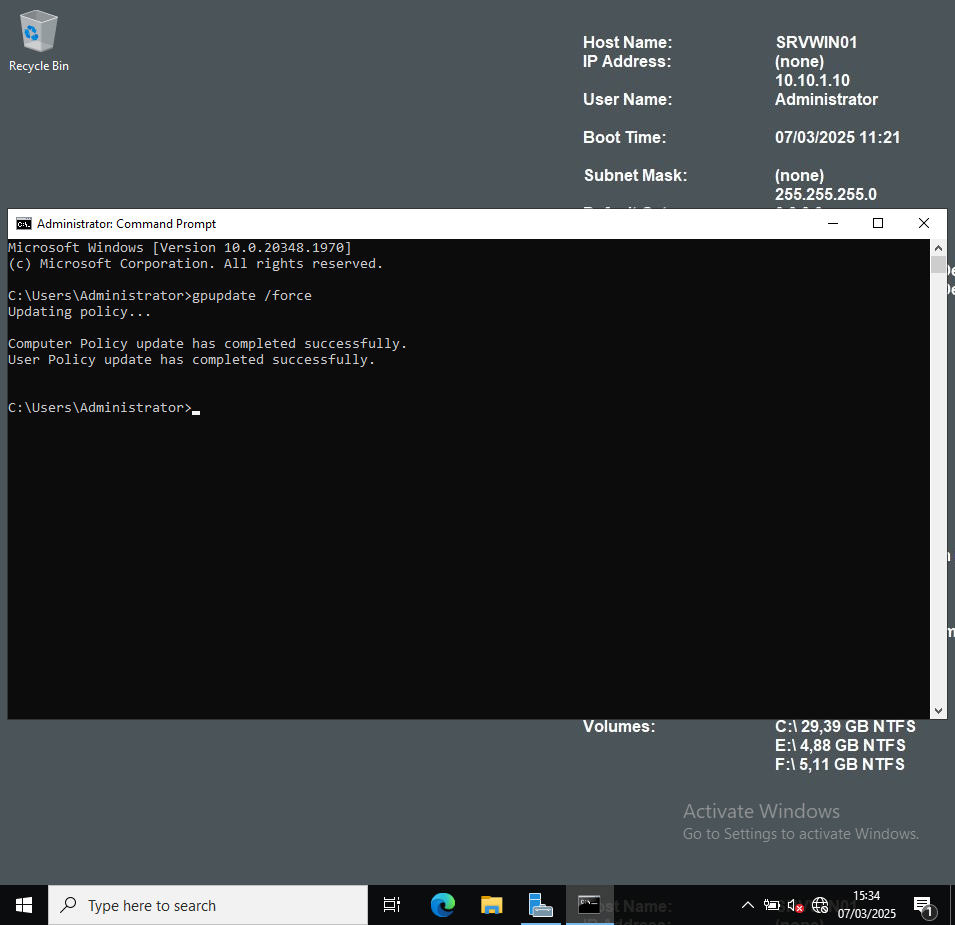 Recycle Bin
Host Name: SRVWIN01
IP Address: (none)
10.10.1.10
User Name: Administrator
Boot Time: 07/03/2025 11:21
Subnet Mask: (none)
255.255.255.0
Administrator: Command Prompt
Microsoft Windows [Version 10.0.20348.1970]
(c) Microsoft Corporation. All rights reserved.
C:\Users\Administrator>gpupdate /force
Updating policy...
Computer Policy update has completed successfully.
User Policy update has completed successfully.
C:\Users\Administrator>
Volumes: C:\ 29,39 GB NTFS
E:\ 4,88 GB NTFS
F:\ 5,11 GB NTFS
Activate Windows
Go to Settings to activate Windows.
Type here to search
15:34
07/03/2025
1